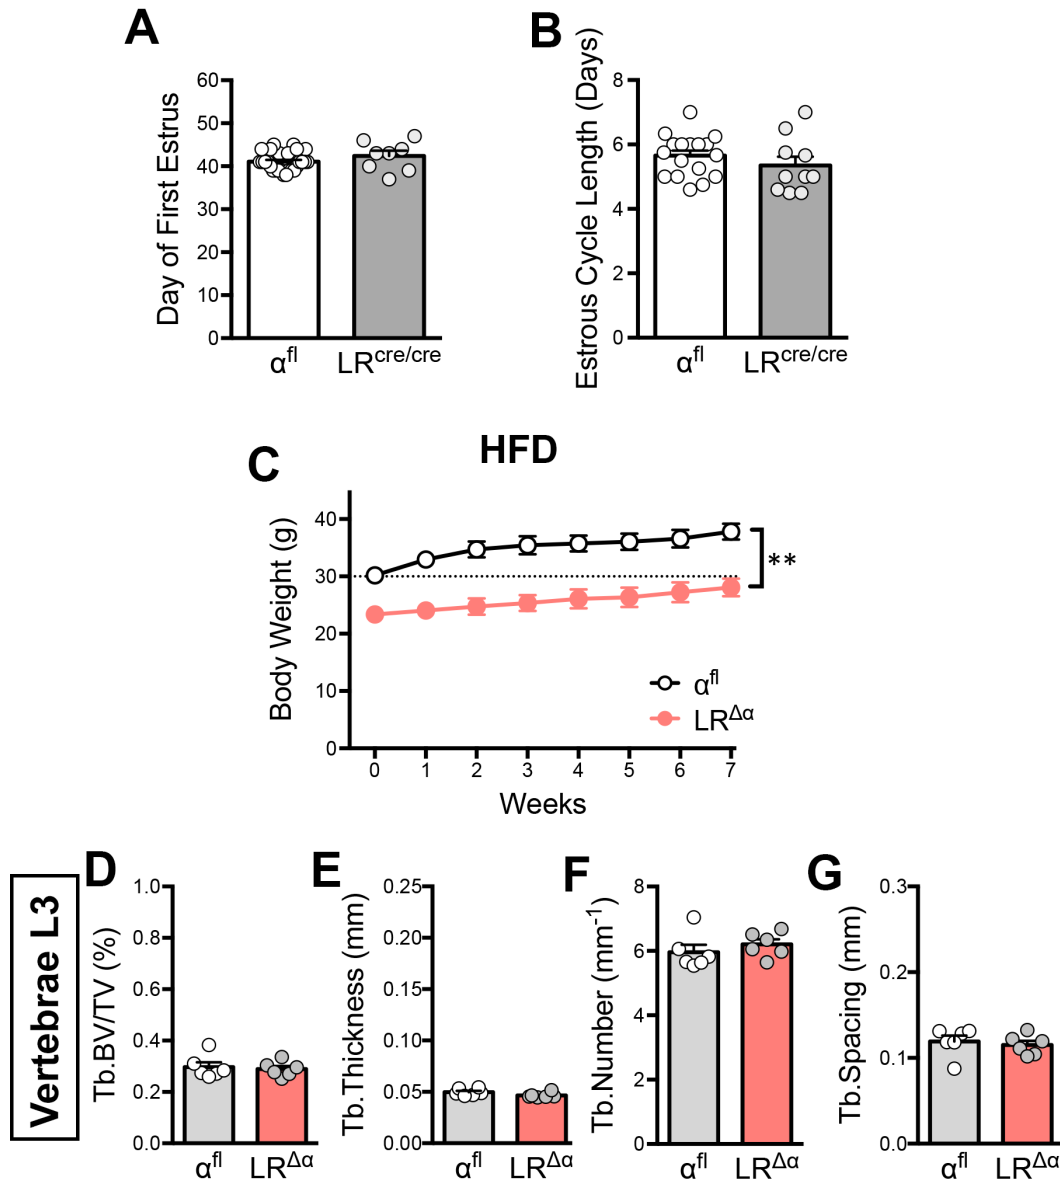 A
Day of First Estrus
60
50
40
30
20
10
0
α^fl
LR^cre/cre
B
Estrous Cycle Length (Days)
8
6
4
2
0
α^fl
LR^cre/cre
C
HFD
Body Weight (g)
40
30
20
10
0
**
α^fl
LR^Δα
0 1 2 3 4 5 6 7
Weeks
Vertebrae L3
D
Tb.BV/TV (%)
1.0
0.8
0.6
0.4
0.2
0.0
α^fl
LR^Δα
E
Tb.Thickness (mm)
0.25
0.20
0.15
0.10
0.05
0.00
α^fl
LR^Δα
F
Tb.Number (mm^-1)
8
6
4
2
0
α^fl
LR^Δα
G
Tb.Spacing (mm)
0.3
0.2
0.1
0.0
α^fl
LR^Δα